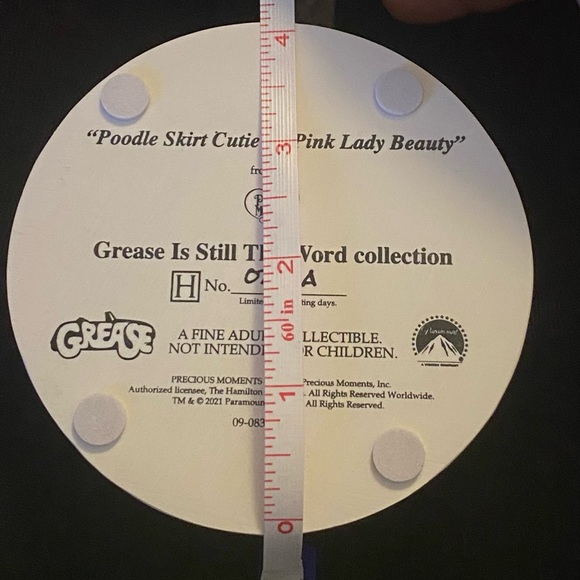 4
"Poodle Skirt Cutie Pink Lady Beauty"
3
Grease Is Still Th Word collection
2
H No.
A
Limite ting days.
60 in
GREASE
A FINE ADU LLECTIBLE.
NOT INTEND OR CHILDREN.
Paramount
PRECIOUS MOMENTS Precious Moments, Inc.
1
Authorized licensee, The Hamilton . All Rights Reserved Worldwide.
TM & © 2021 Paramoun All Rights Reserved.
09-083
0